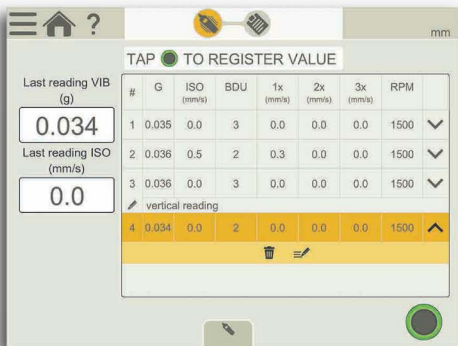 ?
mm
TAP TO REGISTER VALUE
Last reading VIB
(g)
0.034
Last reading ISO
(mm/s)
0.0
# G ISO (mm/s) BDU 1x (mm/s) 2x (mm/s) 3x (mm/s) RPM
1 0.035 0.0 3 0.0 0.0 0.0 1500
2 0.036 0.5 2 0.3 0.0 0.0 1500
3 0.036 0.0 3 0.0 0.0 0.0 1500
vertical reading
4 0.034 0.0 2 0.0 0.0 0.0 1500